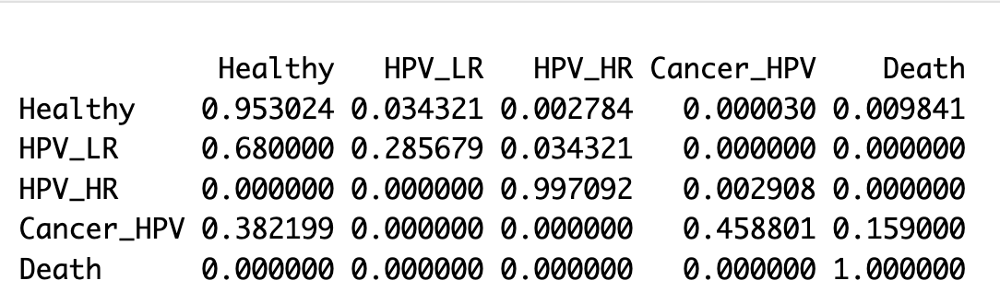 Healthy HPV_LR HPV_HR Cancer_HPV Death
Healthy 0.953024 0.034321 0.002784 0.000030 0.009841
HPV_LR 0.680000 0.285679 0.034321 0.000000 0.000000
HPV_HR 0.000000 0.000000 0.997092 0.002908 0.000000
Cancer_HPV 0.382199 0.000000 0.000000 0.458801 0.159000
Death 0.000000 0.000000 0.000000 0.000000 1.000000